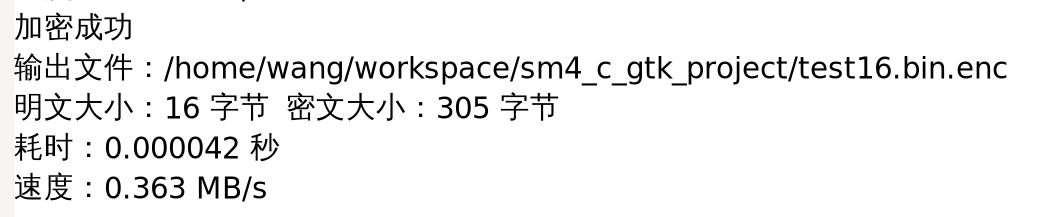 加密成功
输出文件：/home/wang/workspace/sm4_c_gtk_project/test16.bin.enc
明文大小：16 字节  密文大小：305 字节
耗时：0.000042 秒
速度：0.363 MB/s